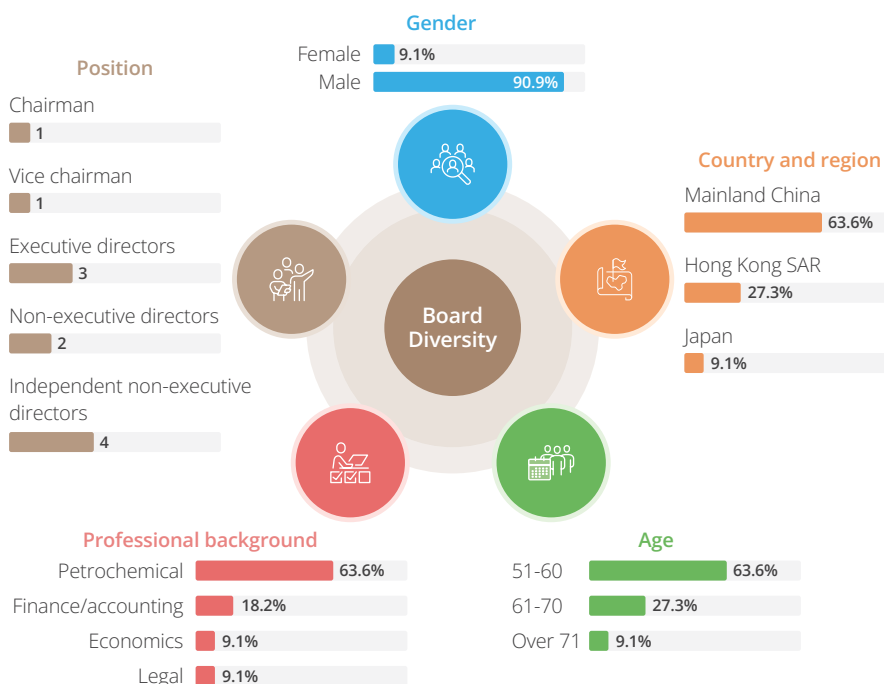 Gender
Female 9.1%
Male 90.9%
Position
Chairman
1
Vice chairman
1
Executive directors
3
Non-executive directors
2
Independent non-executive
directors
4
Country and region
Mainland China
63.6%
Hong Kong SAR
27.3%
Japan
9.1%
Board
Diversity
Professional background
Petrochemical 63.6%
Finance/accounting 18.2%
Economics 9.1%
Legal 9.1%
Age
51-60 63.6%
61-70 27.3%
Over 71 9.1%